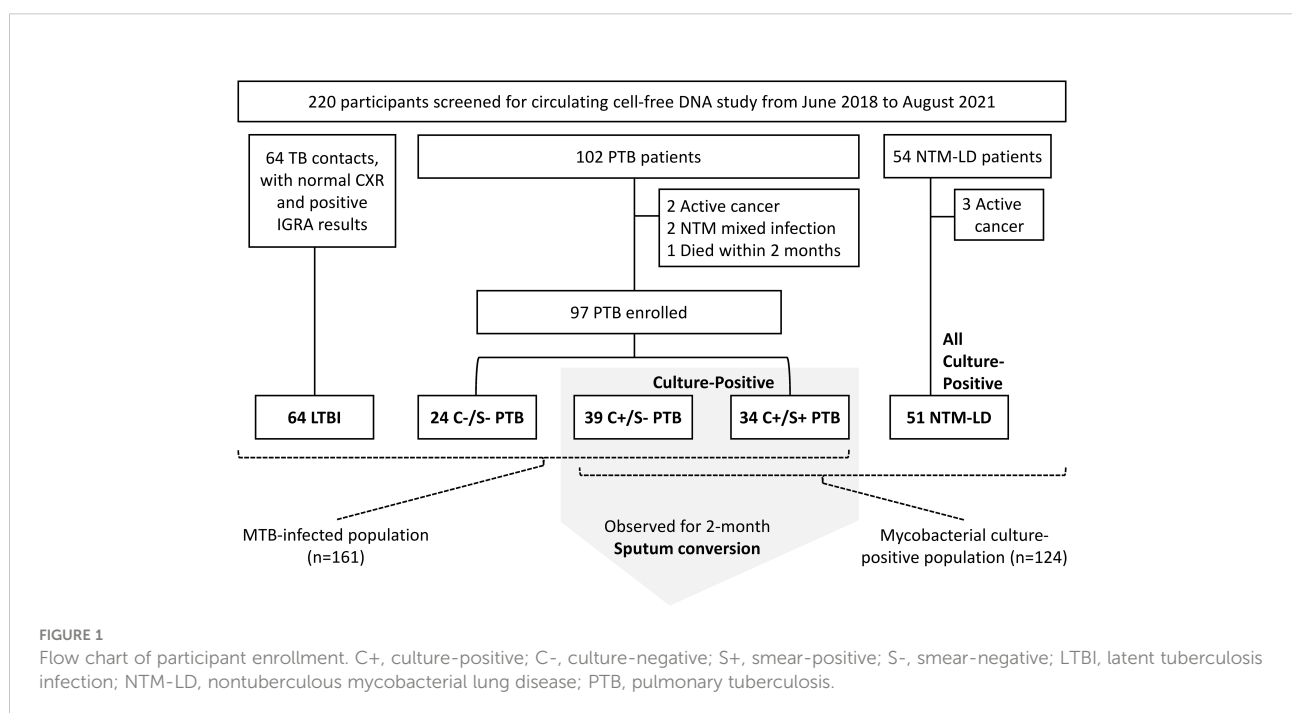 220 participants screened for circulating cell-free DNA study from June 2018 to August 2021
64 TB contacts,
with normal CXR
and positive
IGRA results
102 PTB patients
54 NTM-LD patients
2 Active cancer
2 NTM mixed infection
1 Died within 2 months
3 Active
cancer
97 PTB enrolled
All
Culture-
Positive
Culture-Positive
64 LTBI
24 C-/S- PTB
39 C+/S- PTB
34 C+/S+ PTB
51 NTM-LD
MTB-infected population
(n=161)
Observed for 2-month
Sputum conversion
Mycobacterial culture-
positive population (n=124)
FIGURE 1
Flow chart of participant enrollment. C+, culture-positive; C-, culture-negative; S+, smear-positive; S-, smear-negative; LTBI, latent tuberculosis
infection; NTM-LD, nontuberculous mycobacterial lung disease; PTB, pulmonary tuberculosis.